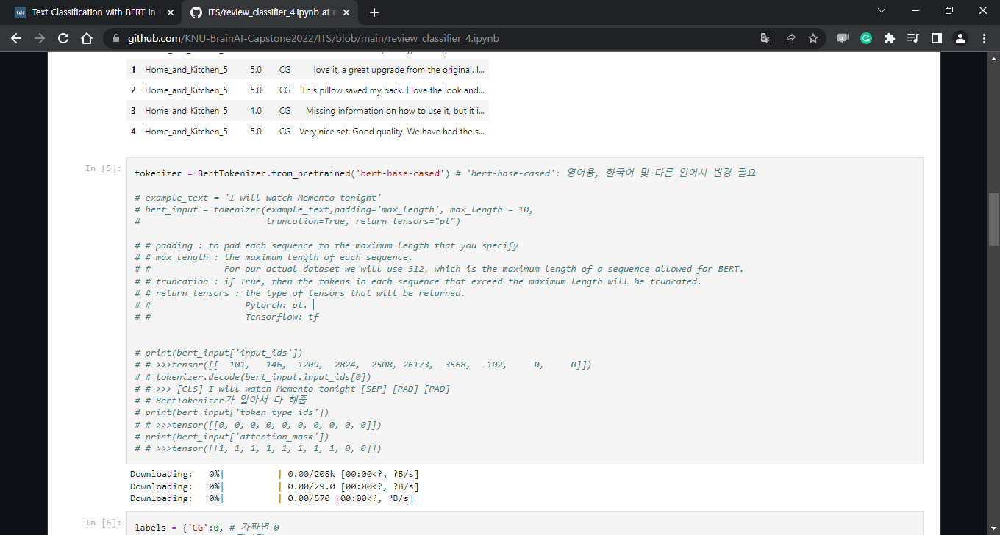 tds Text Classification with BERT in
ITS/review_classifier_4.ipynb at
github.com/KNU-BrainAI-Capstone2022/ITS/blob/main/review_classifier_4.ipynb
1 Home_and_Kitchen_5 5.0 CG love it, a great upgrade from the original. I...
2 Home_and_Kitchen_5 5.0 CG This pillow saved my back. I love the look and...
3 Home_and_Kitchen_5 1.0 CG Missing information on how to use it, but it i...
4 Home_and_Kitchen_5 5.0 CG Very nice set. Good quality. We have had the s...
In [5]:
tokenizer = BertTokenizer.from_pretrained('bert-base-cased') # 'bert-base-cased': 영어용, 한국어 및 다른 언어시 변경 필요
# example_text = 'I will watch Memento tonight'
# bert_input = tokenizer(example_text,padding='max_length', max_length = 10,
# truncation=True, return_tensors="pt")
# # padding : to pad each sequence to the maximum length that you specify
# # max_length : the maximum length of each sequence.
# # For our actual dataset we will use 512, which is the maximum length of a sequence allowed for BERT.
# # truncation : if True, then the tokens in each sequence that exceed the maximum length will be truncated.
# # return_tensors : the type of tensors that will be returned.
# # Pytorch: pt.
# # Tensorflow: tf
# print(bert_input['input_ids'])
# # >>>tensor([[ 101, 146, 1209, 2824, 2508, 26173, 3568, 102, 0, 0]])
# # tokenizer.decode(bert_input.input_ids[0])
# # >>> [CLS] I will watch Memento tonight [SEP] [PAD] [PAD]
# # BertTokenizer가 알아서 다 해줌
# print(bert_input['token_type_ids'])
# # >>>tensor([[0, 0, 0, 0, 0, 0, 0, 0, 0, 0]])
# print(bert_input['attention_mask'])
# # >>>tensor([[1, 1, 1, 1, 1, 1, 1, 1, 0, 0]])
Downloading: 0%| | 0.00/208k [00:00<?, ?B/s]
Downloading: 0%| | 0.00/29.0 [00:00<?, ?B/s]
Downloading: 0%| | 0.00/570 [00:00<?, ?B/s]
In [6]:
labels = {'CG':0, # 가짜면 0